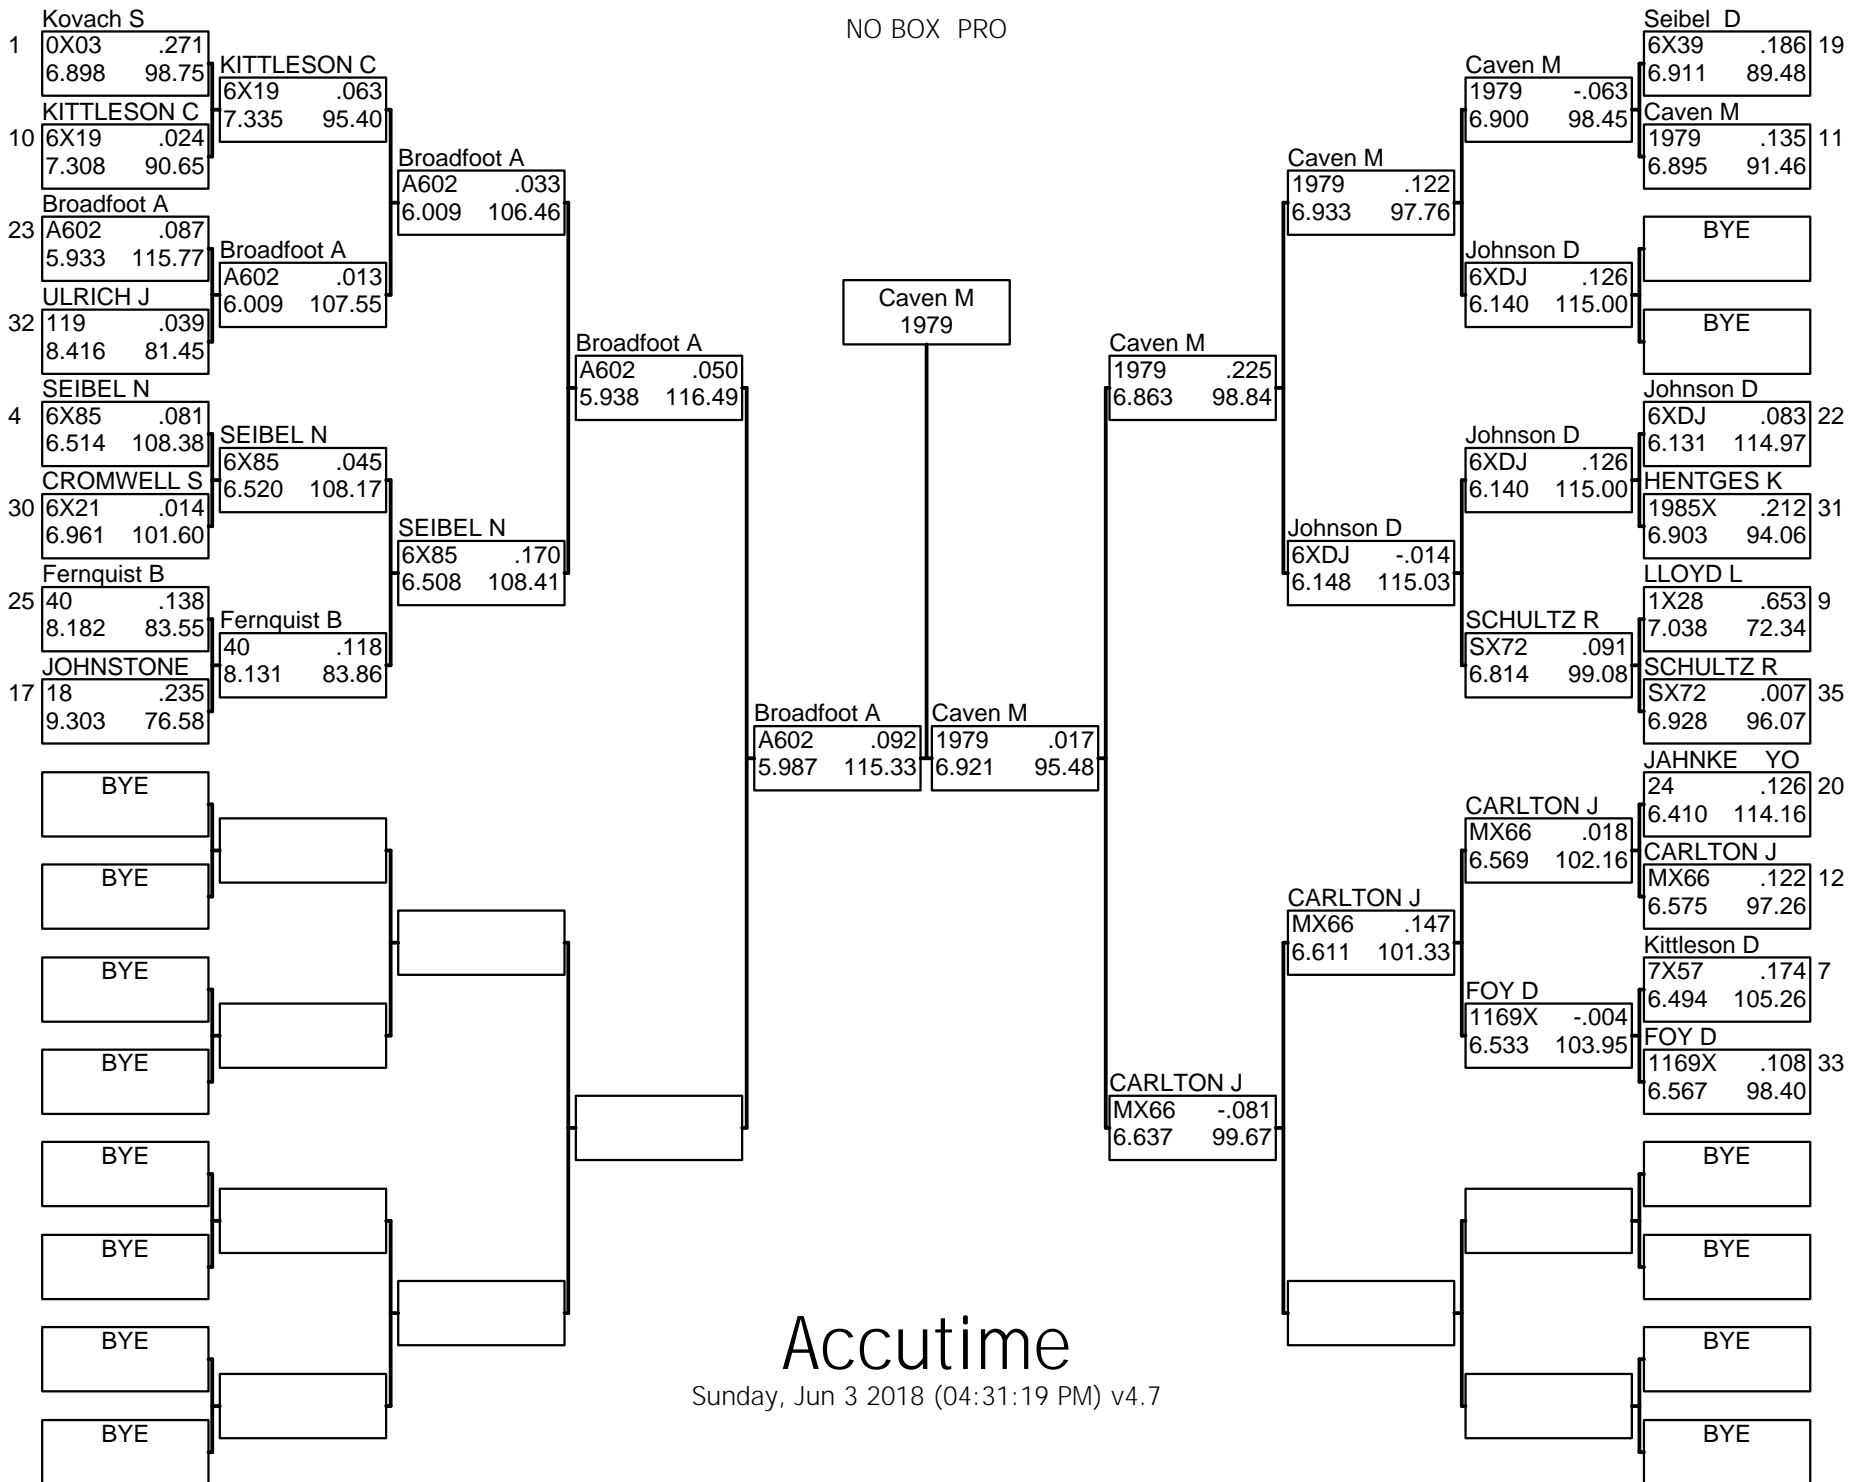 NO BOX PRO
Kovach S
1 0X03 .271
6.898 98.75
KITTLESON C
10 6X19 .024
7.308 90.65
Broadfoot A
23 A602 .087
5.933 115.77
ULRICH J
32 119 .039
8.416 81.45
SEIBEL N
4 6X85 .081
6.514 108.38
CROMWELL S
30 6X21 .014
6.961 101.60
Fernquist B
25 40 .138
8.182 83.55
JOHNSTONE
17 18 .235
9.303 76.58
BYE
BYE
BYE
BYE
BYE
BYE
BYE
BYE
KITTLESON C
6X19 .063
7.335 95.40
Broadfoot A
A602 .013
6.009 107.55
SEIBEL N
6X85 .045
6.520 108.17
Fernquist B
40 .118
8.131 83.86
Broadfoot A
A602 .033
6.009 106.46
SEIBEL N
6X85 .170
6.508 108.41
Broadfoot A
A602 .050
5.938 116.49
Broadfoot A
A602 .092
5.987 115.33
Caven M
1979
Caven M
1979 .017
6.921 95.48
Caven M
1979 .225
6.863 98.84
CARLTON J
MX66 -.081
6.637 99.67
Caven M
1979 .122
6.933 97.76
Johnson D
6XDJ -.014
6.148 115.03
CARLTON J
MX66 .147
6.611 101.33
Caven M
1979 -.063
6.900 98.45
Johnson D
6XDJ .126
6.140 115.00
Johnson D
6XDJ .126
6.140 115.00
SCHULTZ R
SX72 .091
6.814 99.08
CARLTON J
MX66 .018
6.569 102.16
FOY D
1169X -.004
6.533 103.95
Seibel D
6X39 .186 19
6.911 89.48
Caven M
1979 .135 11
6.895 91.46
BYE
BYE
Johnson D
6XDJ .083 22
6.131 114.97
HENTGES K
1985X .212 31
6.903 94.06
LLOYD L
1X28 .653 9
7.038 72.34
SCHULTZ R
SX72 .007 35
6.928 96.07
JAHNKE YO
24 .126 20
6.410 114.16
CARLTON J
MX66 .122 12
6.575 97.26
Kittleson D
7X57 .174 7
6.494 105.26
FOY D
1169X .108 33
6.567 98.40
BYE
BYE
BYE
BYE
Accutime
Sunday, Jun 3 2018 (04:31:19 PM) v4.7